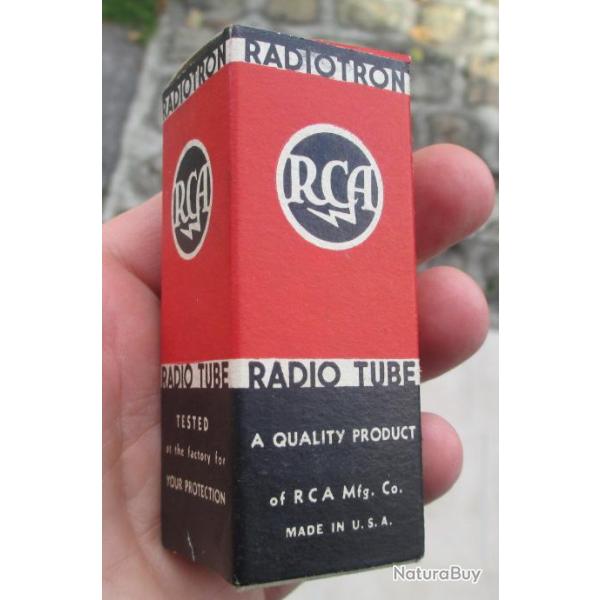 RADIOTRON
RCA
RADIO TUBE
TESTED
at the factory for
YOUR PROTECTION
RADIOTRON
RCA
RADIO TUBE
A QUALITY PRODUCT
of RCA Mfg. Co.
MADE IN U.S.A.
NaturaBuy